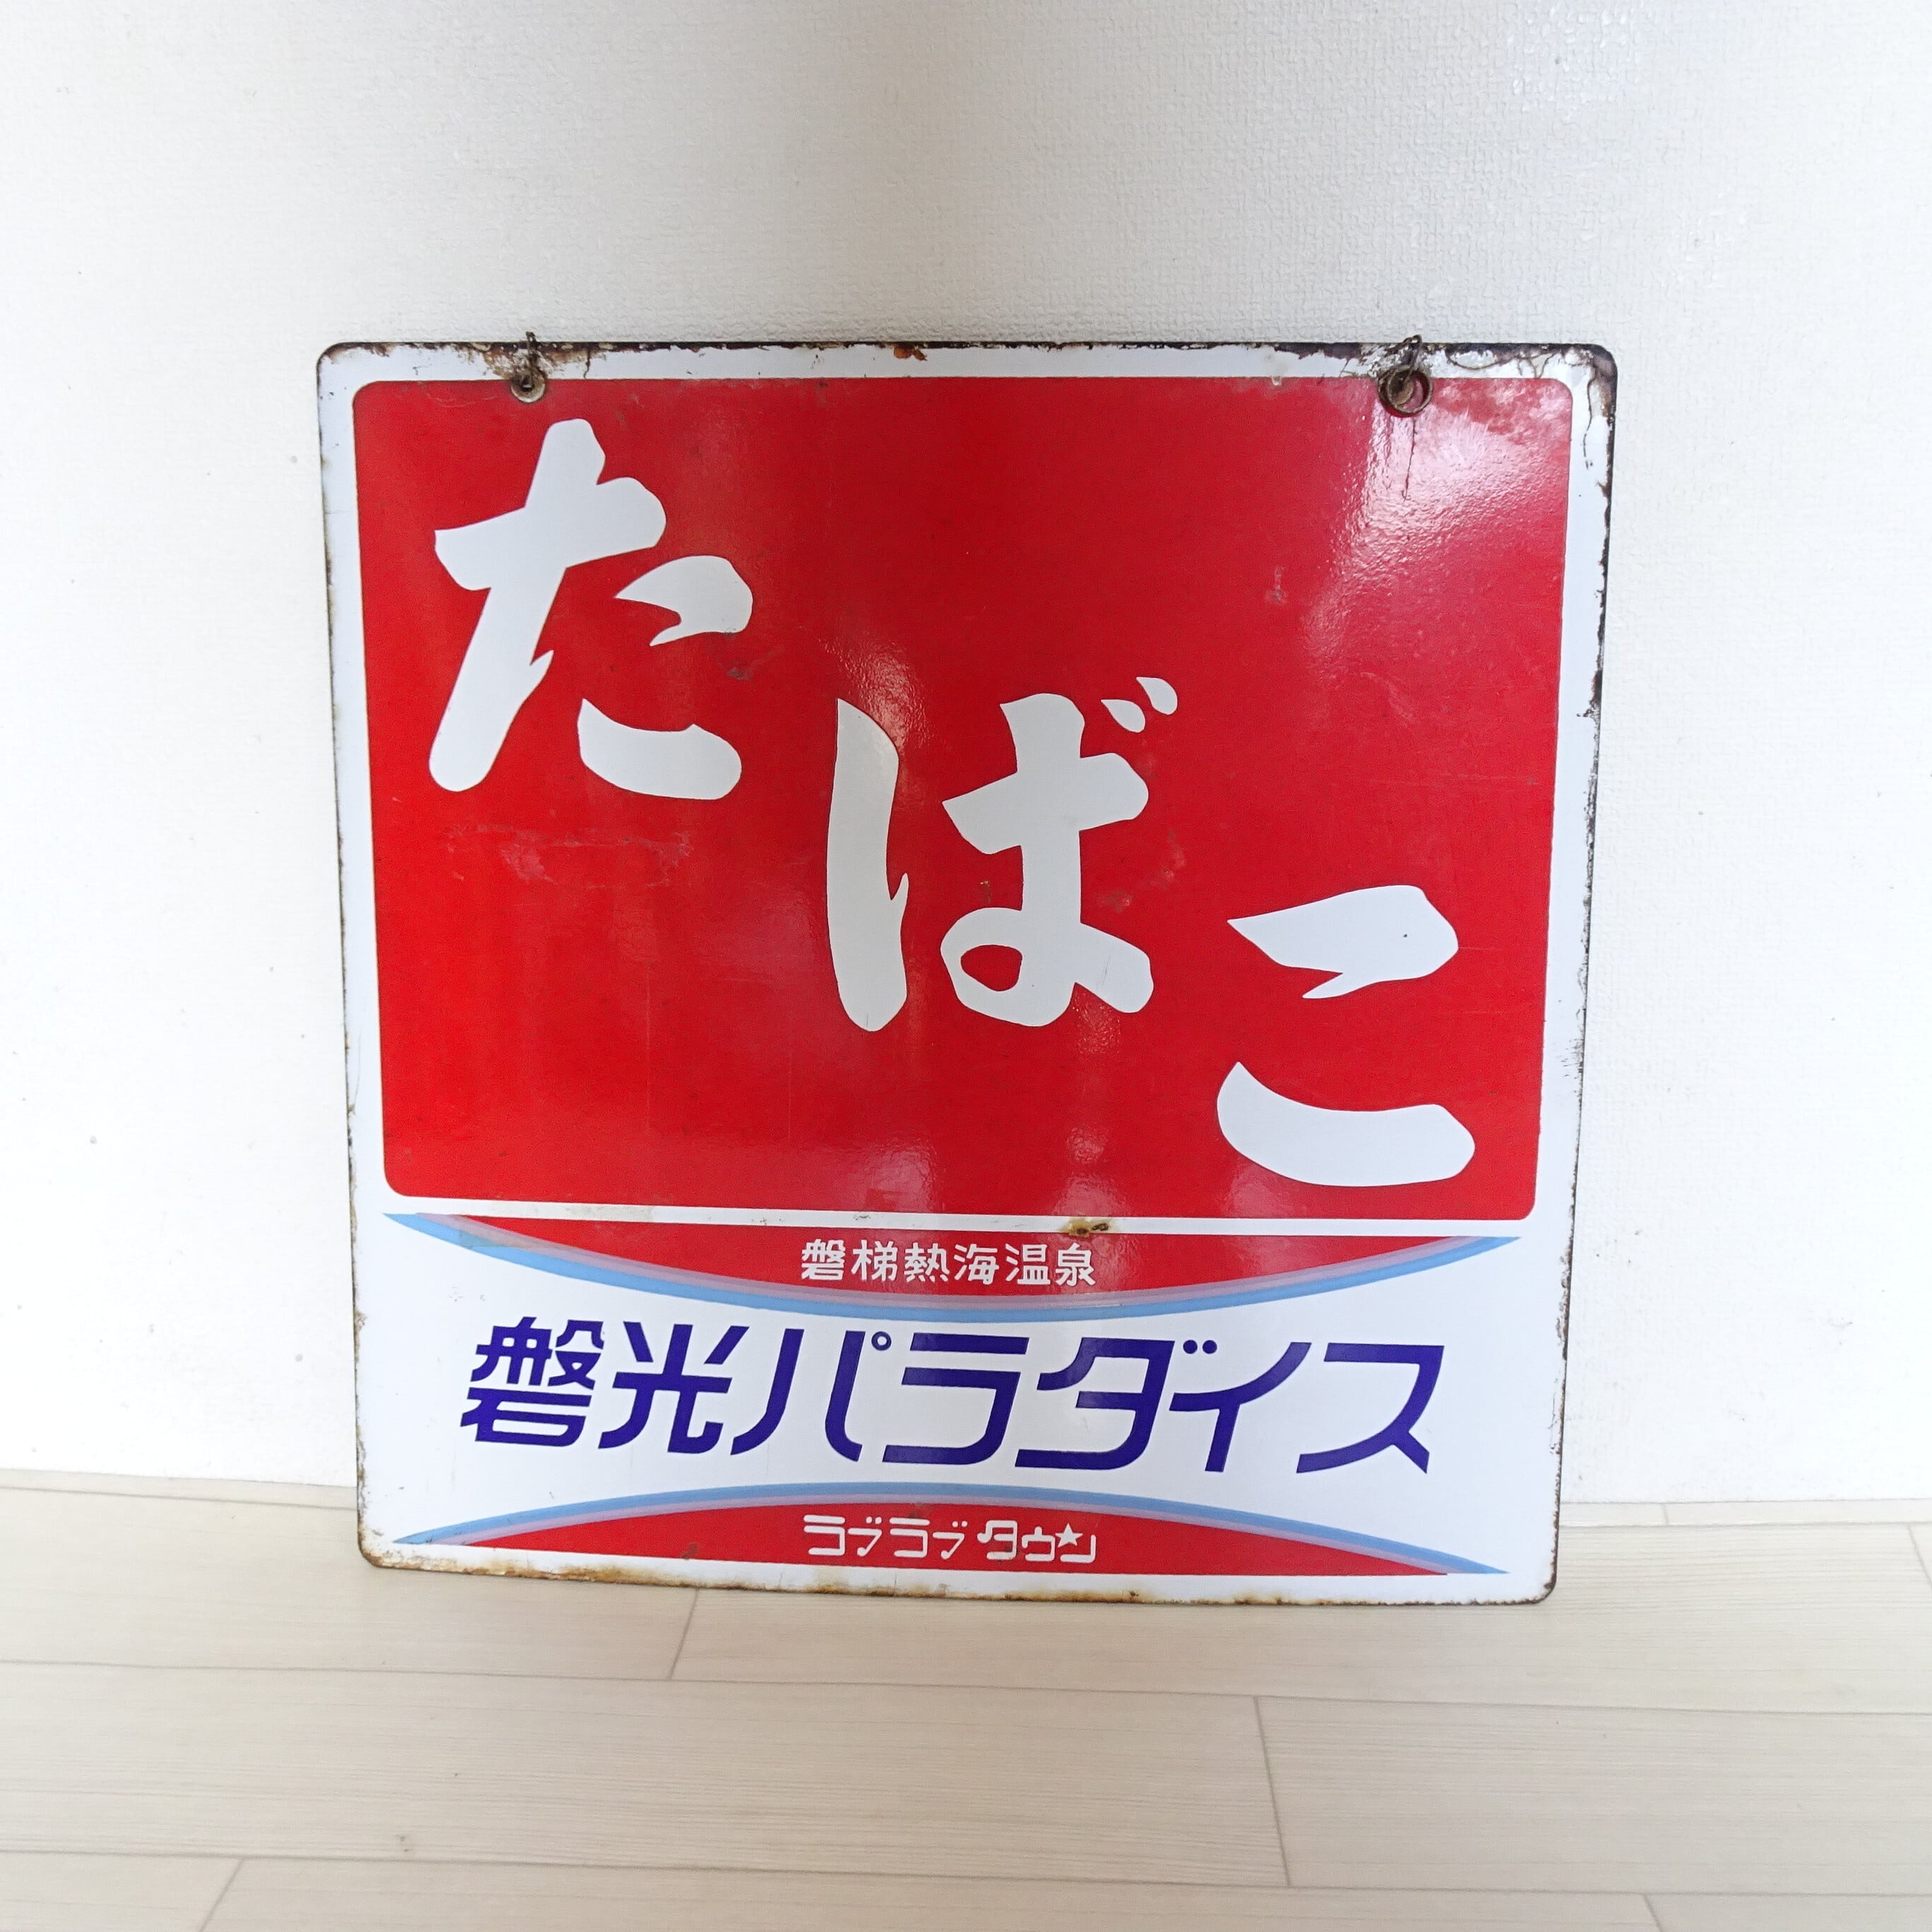 たばこ
磐梯熱海温泉
磐光パラダイス
ラブラブタウン